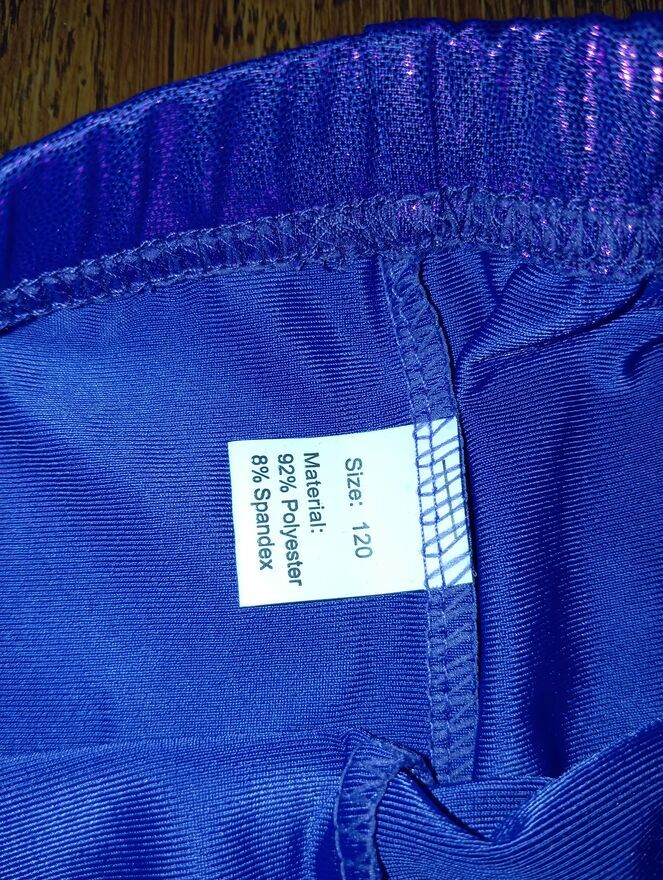 Size: 120
Material:
92% Polyester
8% Spandex